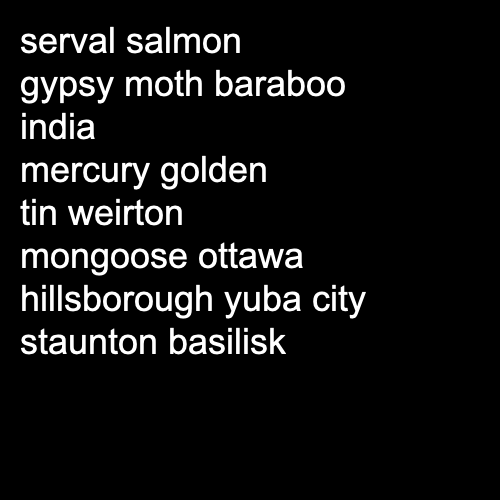 serval salmon
gypsy moth baraboo
india
mercury golden
tin weirton
mongoose ottawa
hillsborough yuba city
staunton basilisk